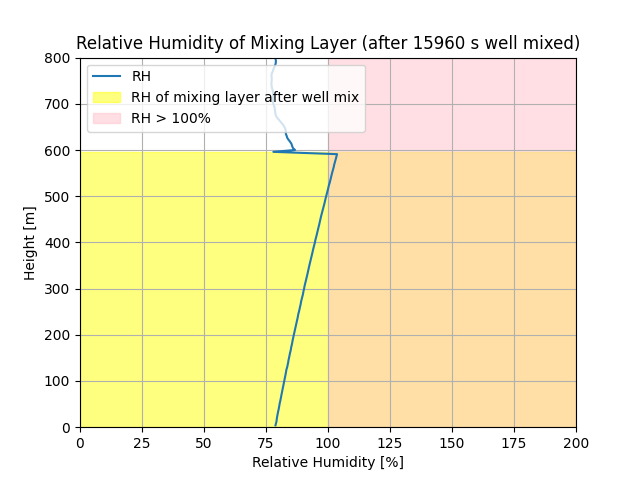 Relative Humidity of Mixing Layer (after 15960 s well mixed)
800
700
600
500
400
300
200
100
0
Height [m]
RH
RH of mixing layer after well mix
RH > 100%
0 25 50 75 100 125 150 175 200
Relative Humidity [%]